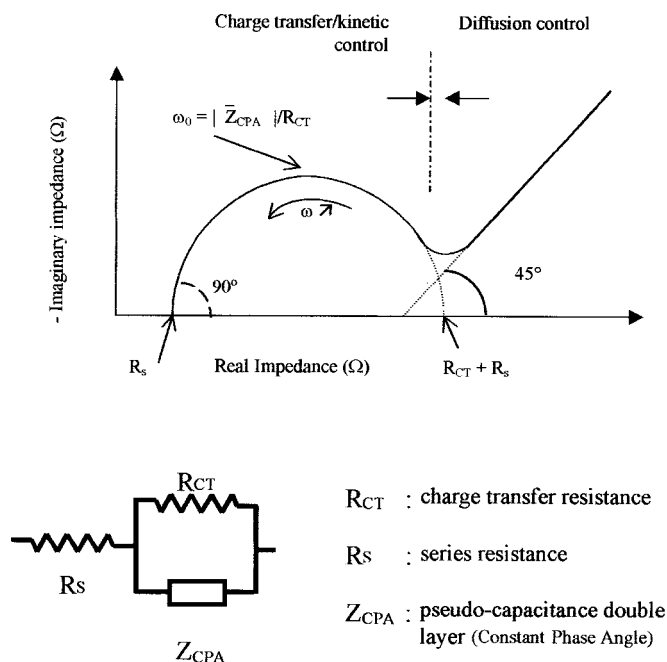 Charge transfer/kinetic control
Diffusion control
ω₀ = | Z̅CPA |/RCT
- Imaginary impedance (Ω)
ω
90°
45°
Rs
Real Impedance (Ω)
RCT + Rs
RCT
Rs
ZCPA
RCT : charge transfer resistance
Rs : series resistance
ZCPA : pseudo-capacitance double
layer (Constant Phase Angle)